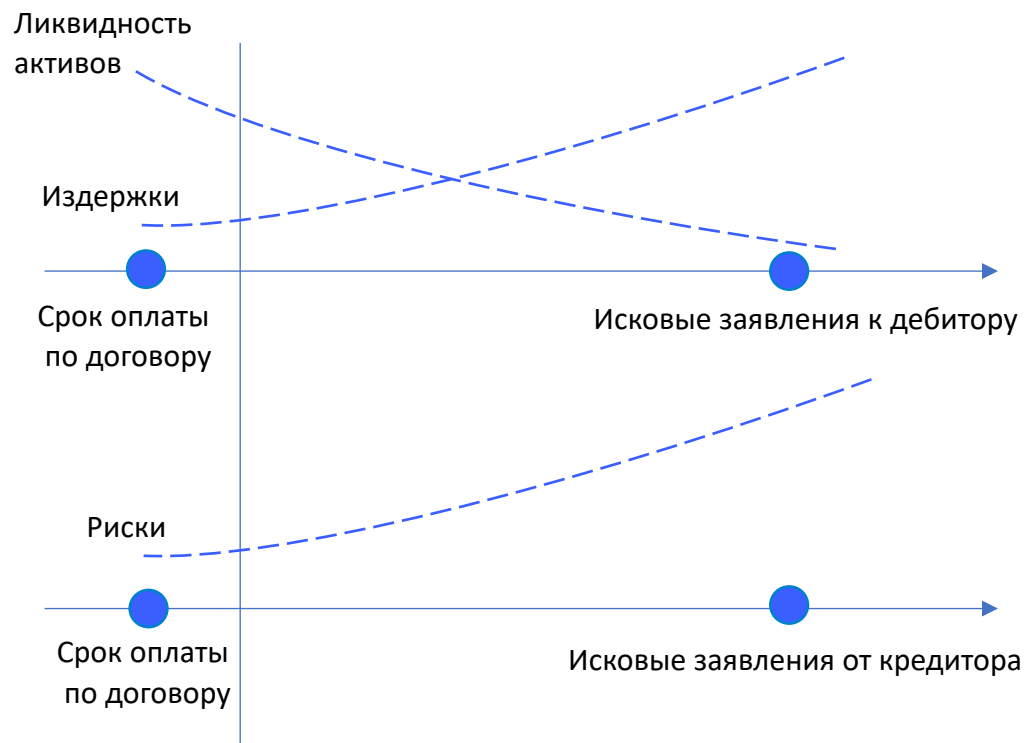 Ликвидность
активов
Издержки
Срок оплаты
по договору
Исковые заявления к дебитору
Риски
Срок оплаты
по договору
Исковые заявления от кредитора